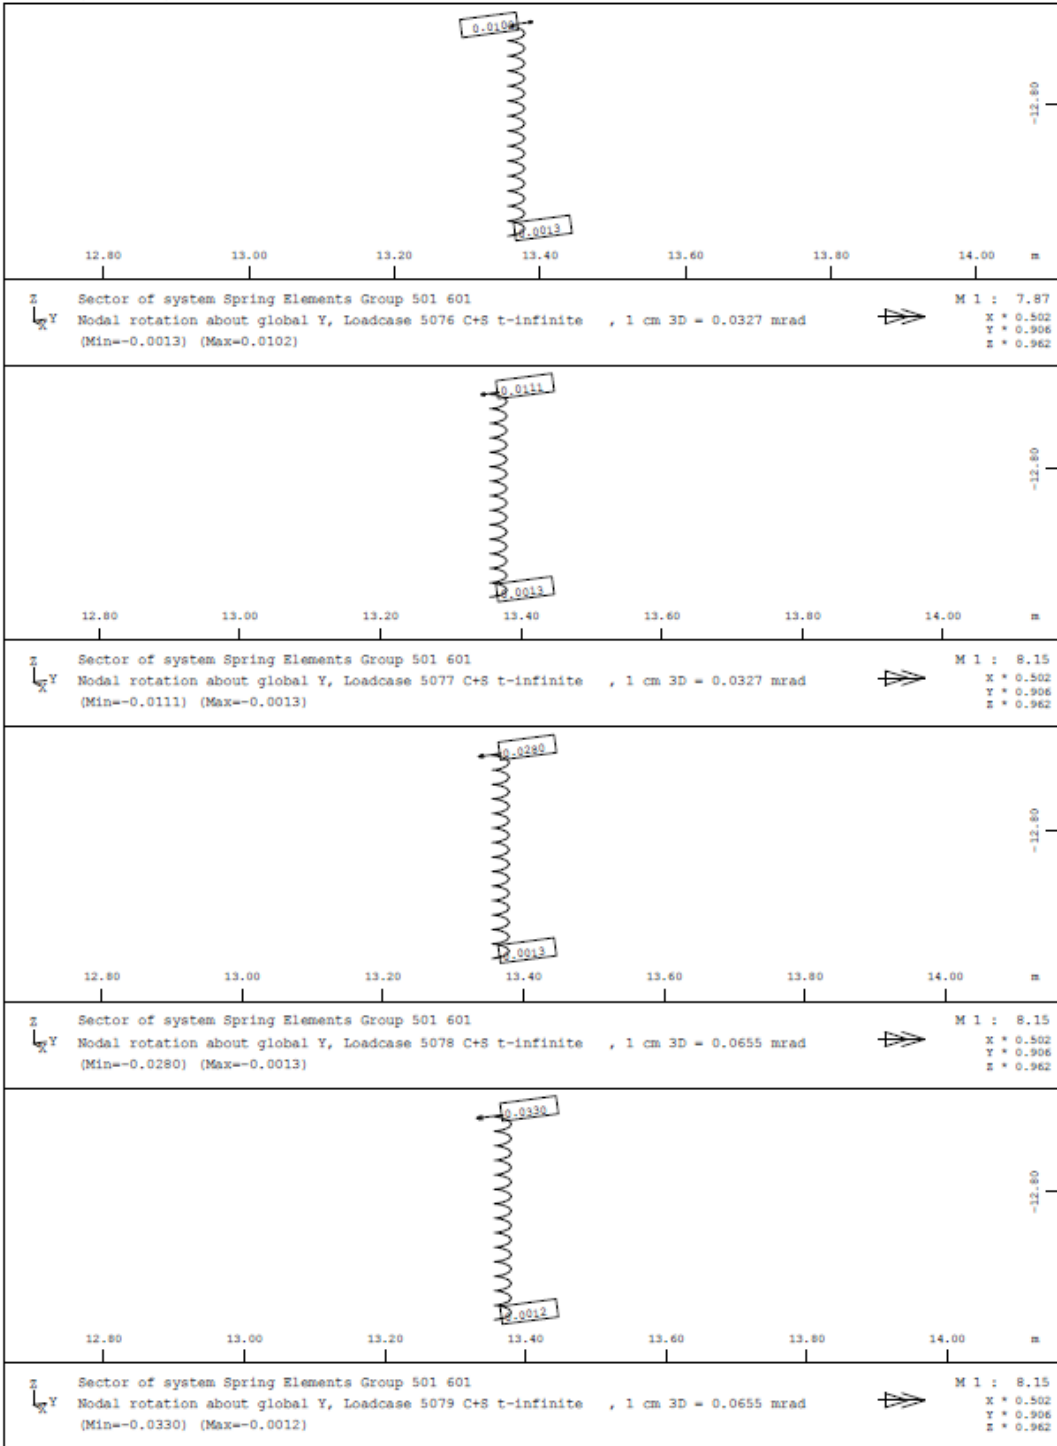 0.0102
-12.80
0.0013
12.80 13.00 13.20 13.40 13.60 13.80 14.00 m
Z Y X Sector of system Spring Elements Group 501 601 M 1 : 7.87
Nodal rotation about global Y, Loadcase 5076 C+S t-infinite , 1 cm 3D = 0.0327 mrad X * 0.502
Y * 0.906
(Min=-0.0013) (Max=0.0102) Z * 0.962
0.0111
-12.80
0.0013
12.80 13.00 13.20 13.40 13.60 13.80 14.00 m
Z Y X Sector of system Spring Elements Group 501 601 M 1 : 8.15
Nodal rotation about global Y, Loadcase 5077 C+S t-infinite , 1 cm 3D = 0.0327 mrad X * 0.502
Y * 0.906
(Min=-0.0111) (Max=-0.0013) Z * 0.962
0.0280
-12.80
0.0013
12.80 13.00 13.20 13.40 13.60 13.80 14.00 m
Z Y X Sector of system Spring Elements Group 501 601 M 1 : 8.15
Nodal rotation about global Y, Loadcase 5078 C+S t-infinite , 1 cm 3D = 0.0655 mrad X * 0.502
Y * 0.906
(Min=-0.0280) (Max=-0.0013) Z * 0.962
0.0330
-12.80
0.0012
12.80 13.00 13.20 13.40 13.60 13.80 14.00 m
Z Y X Sector of system Spring Elements Group 501 601 M 1 : 8.15
Nodal rotation about global Y, Loadcase 5079 C+S t-infinite , 1 cm 3D = 0.0655 mrad X * 0.502
Y * 0.906
(Min=-0.0330) (Max=-0.0012) Z * 0.962